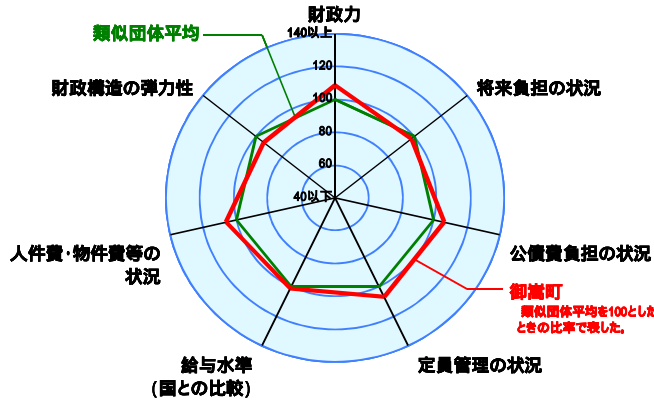 財政力
140以上
類似団体平均
120
財政構造の弾力性
将来負担の状況
100
80
60
40以下
人件費・物件費等の
状況
公債費負担の状況
御嵩町
類似団体平均を100とした
ときの比率で表した。
給与水準
(国との比較)
定員管理の状況